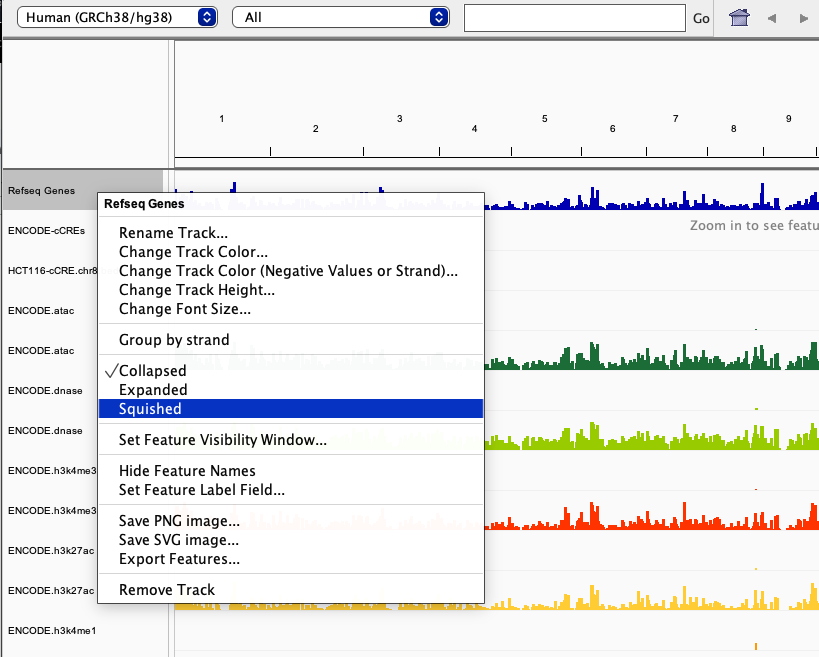 Human (GRCh38/hg38) All Go
1 2 3 4 5 6 7 8 9
Refseq Genes
ENCODE-cCREs
HCT116-cCRE.chr8
ENCODE.atac
ENCODE.atac
ENCODE.dnase
ENCODE.dnase
ENCODE.h3k4me3
ENCODE.h3k4me3
ENCODE.h3k27ac
ENCODE.h3k27ac
ENCODE.h3k4me1
Refseq Genes
Rename Track...
Change Track Color...
Change Track Color (Negative Values or Strand)...
Change Track Height...
Change Font Size...
Group by strand
✓Collapsed
Expanded
Squished
Set Feature Visibility Window...
Hide Feature Names
Set Feature Label Field...
Save PNG image...
Save SVG image...
Export Features...
Remove Track
Zoom in to see featu